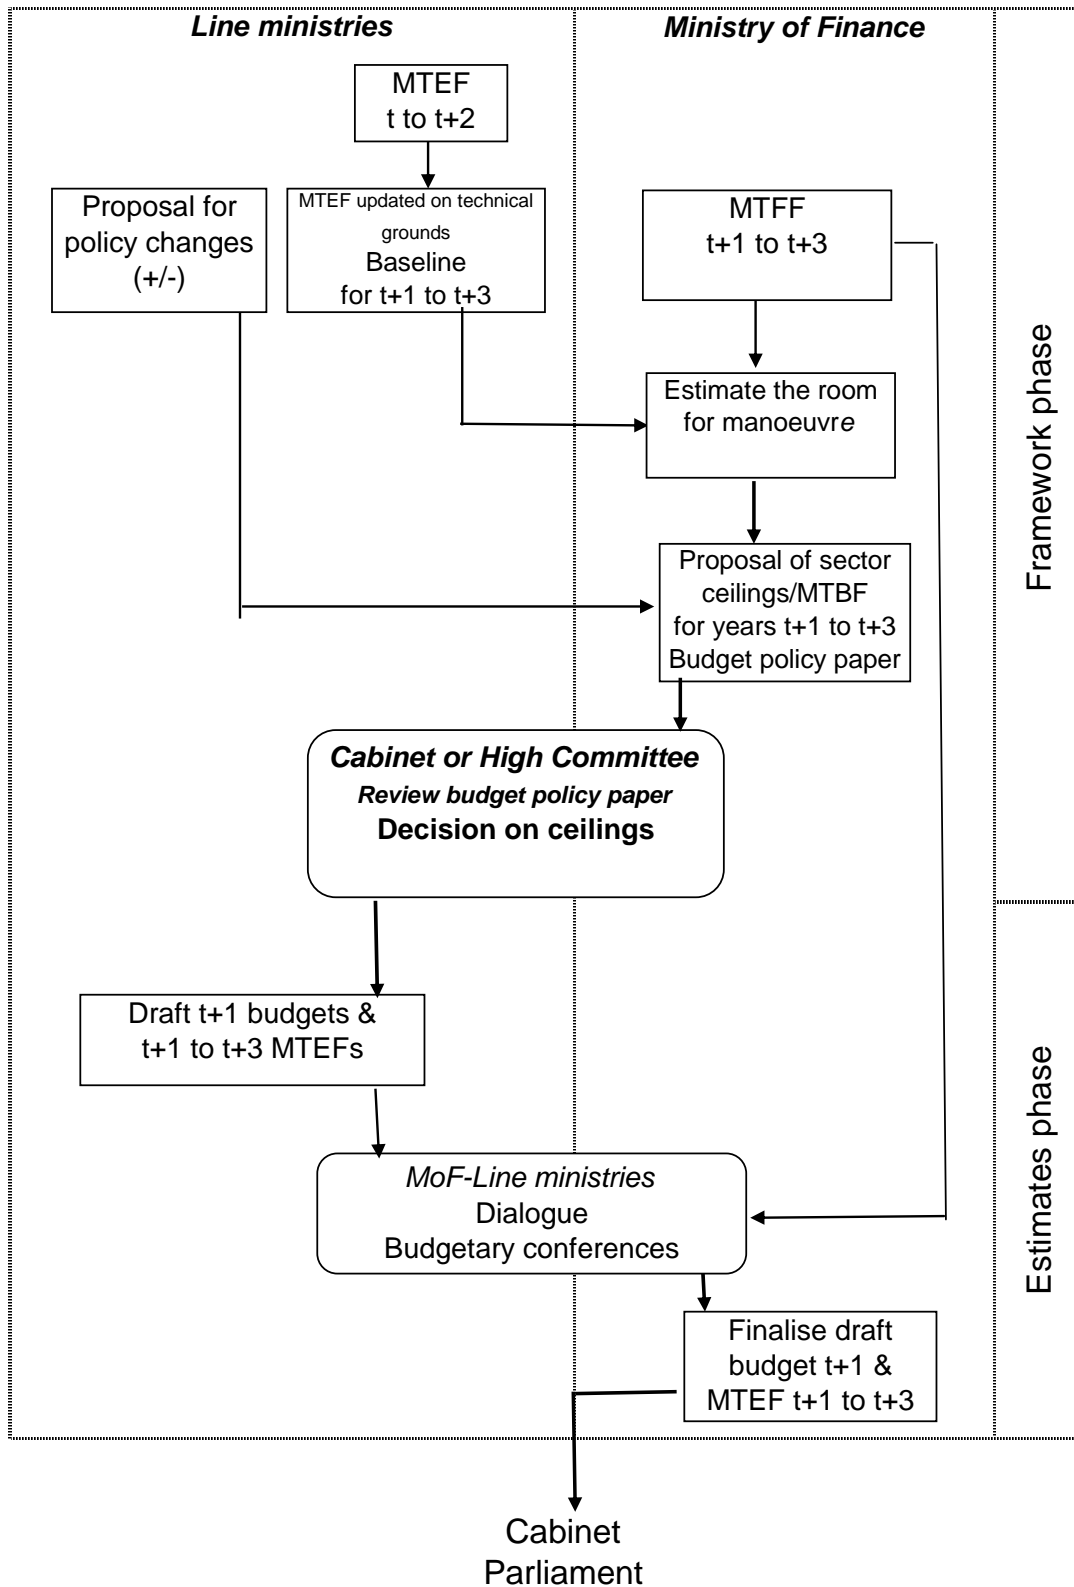 Line ministries
Ministry of Finance
MTEF
t to t+2
Proposal for
policy changes
(+/-)
MTEF updated on technical
grounds
Baseline
for t+1 to t+3
MTFF
t+1 to t+3
Estimate the room
for manoeuvre
Proposal of sector
ceilings/MTBF
for years t+1 to t+3
Budget policy paper
Framework phase
Cabinet or High Committee
Review budget policy paper
Decision on ceilings
Draft t+1 budgets &
t+1 to t+3 MTEFs
MoF-Line ministries
Dialogue
Budgetary conferences
Estimates phase
Finalise draft
budget t+1 &
MTEF t+1 to t+3
Cabinet
Parliament